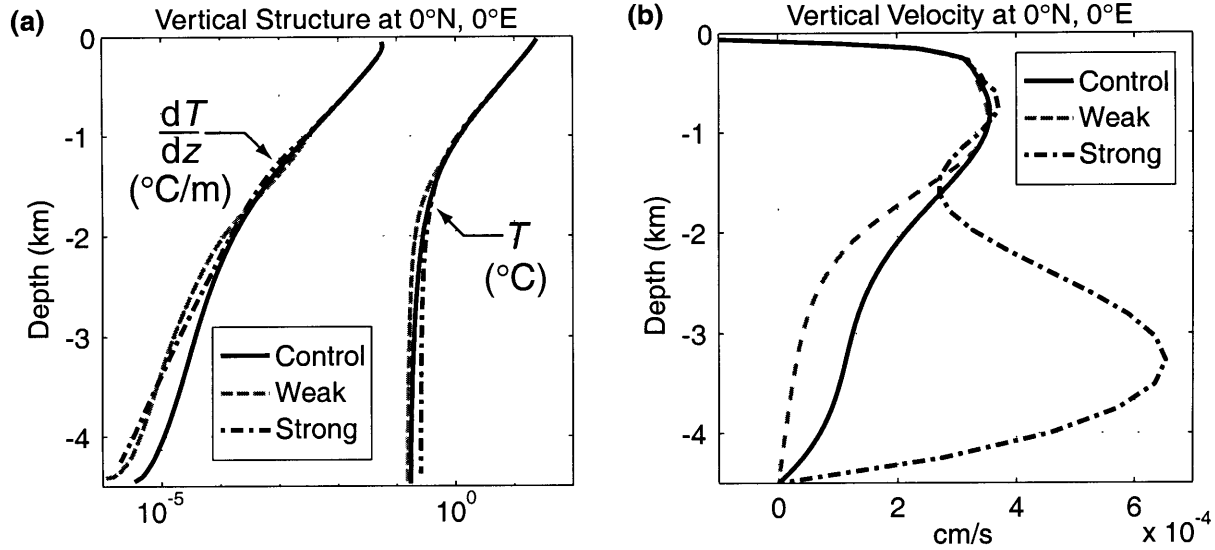 (a)
Vertical Structure at 0°N, 0°E
0
-1
-2
-3
-4
Depth (km)
dT
dz
(°C/m)
T
(°C)
Control
Weak
Strong
10^-5
10^0
(b)
Vertical Velocity at 0°N, 0°E
0
-1
-2
-3
-4
Depth (km)
Control
Weak
Strong
0 2 4 6
cm/s
x 10^-4